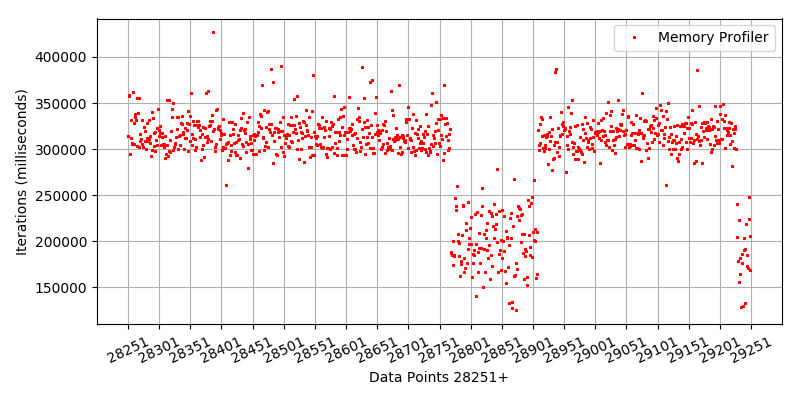 Memory Profiler
400000
350000
300000
250000
200000
150000
Iterations (milliseconds)
28251 28301 28351 28401 28451 28501 28551 28601 28651 28701 28751 28801 28851 28901 28951 29001 29051 29101 29151 29201 29251
Data Points 28251+